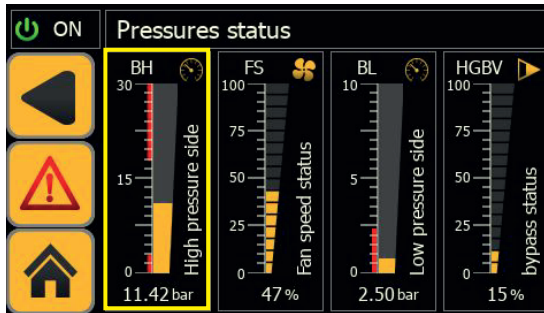 ON
Pressures status
BH
30
15
0
High pressure side
11.42 bar
FS
100
75
50
25
0
Fan speed status
47 %
BL
10
5
0
Low pressure side
2.50 bar
HGBV
100
75
50
25
0
bypass status
15 %